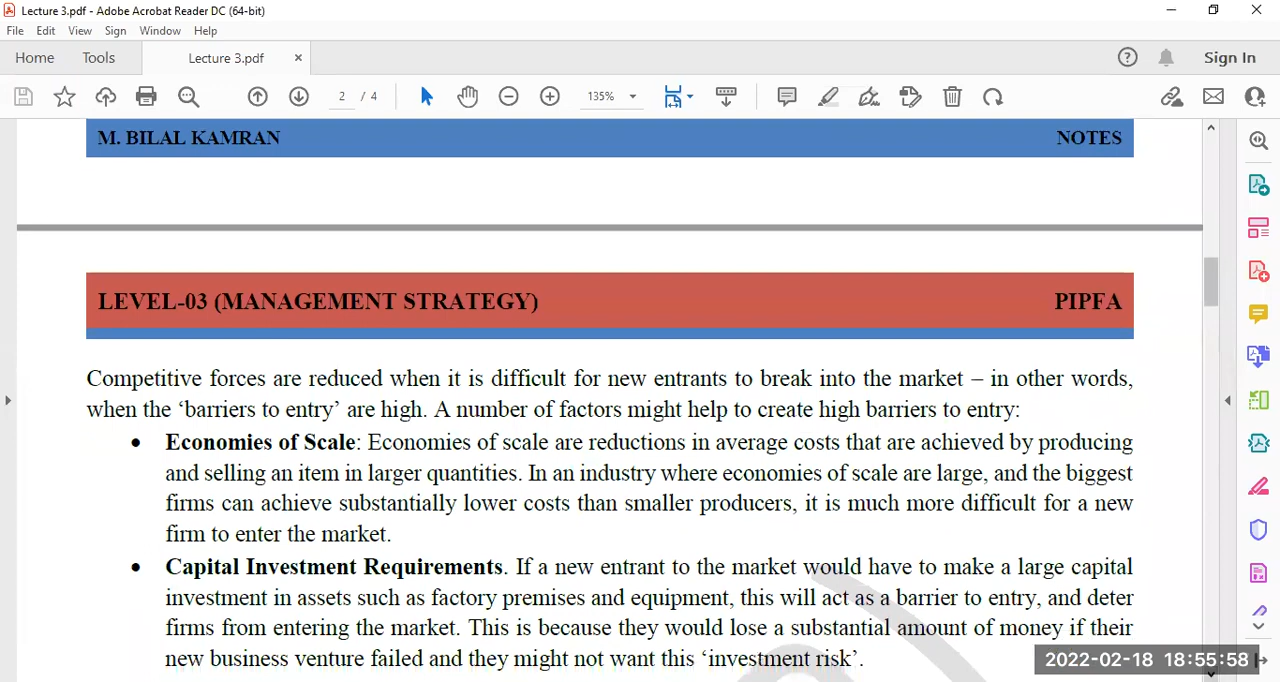 Lecture 3.pdf - Adobe Acrobat Reader DC (64-bit)
File Edit View Sign Window Help
Home Tools Lecture 3.pdf × Sign In
2 / 4 135%
M. BILAL KAMRAN NOTES
LEVEL-03 (MANAGEMENT STRATEGY) PIPFA
Competitive forces are reduced when it is difficult for new entrants to break into the market – in other words,
when the ‘barriers to entry’ are high. A number of factors might help to create high barriers to entry:
• Economies of Scale: Economies of scale are reductions in average costs that are achieved by producing
and selling an item in larger quantities. In an industry where economies of scale are large, and the biggest
firms can achieve substantially lower costs than smaller producers, it is much more difficult for a new
firm to enter the market.
• Capital Investment Requirements. If a new entrant to the market would have to make a large capital
investment in assets such as factory premises and equipment, this will act as a barrier to entry, and deter
firms from entering the market. This is because they would lose a substantial amount of money if their
new business venture failed and they might not want this ‘investment risk’.
2022-02-18 18:55:58